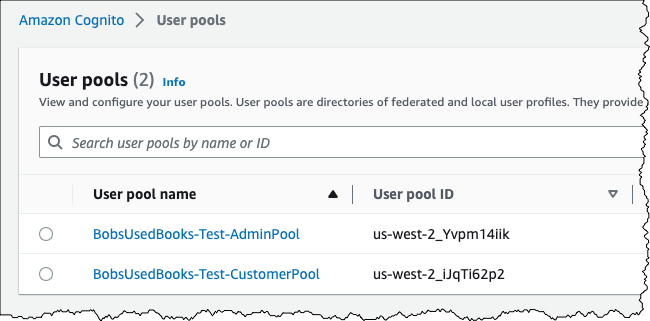 Amazon Cognito > User pools
User pools (2) Info
View and configure your user pools. User pools are directories of federated and local user profiles. They provide
Search user pools by name or ID
User pool name User pool ID
BobsUsedBooks-Test-AdminPool us-west-2_Yvpm14iik
BobsUsedBooks-Test-CustomerPool us-west-2_iJqTi62p2